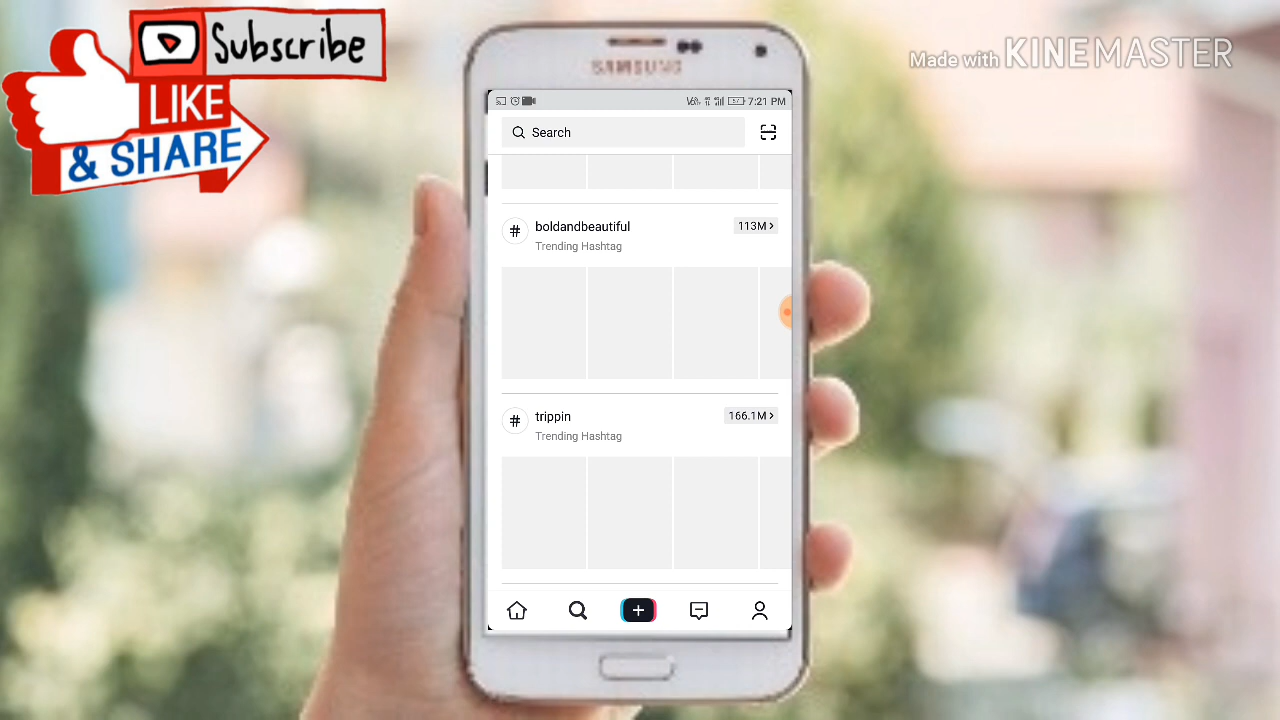 Subscribe
LIKE
& SHARE
Made with KINEMASTER
SAMSUNG
7:21 PM
Search
# boldandbeautiful 113M >
Trending Hashtag
# trippin 166.1M >
Trending Hashtag